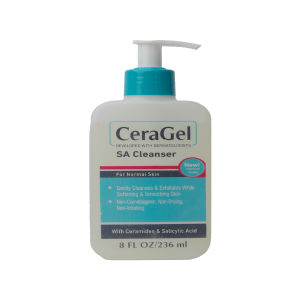 CeraGel
DEVELOPED WITH DERMATOLOGISTS
SA Cleanser
For Normal Skin
New!
Gently Cleanses & Exfoliates While
Softening & Smoothing Skin
Non-Comedogenic, Non-Drying,
Non-Irritating
With Ceramides & Salicylic Acid
8 FL OZ/236 ml